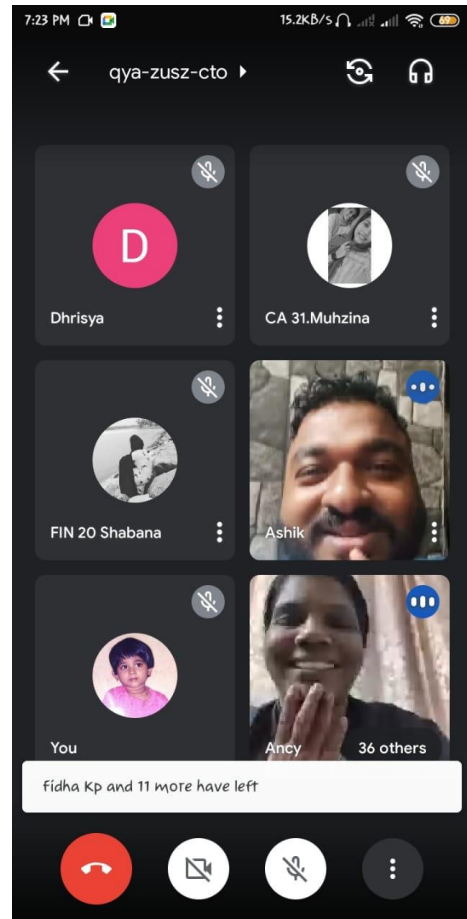 7:23 PM 15.2KB/s 69
qya-zusz-cto
D
Dhrisya CA 31.Muhzina
FIN 20 Shabana Ashik
You Ancy 36 others
fidha Kp and 11 more have left